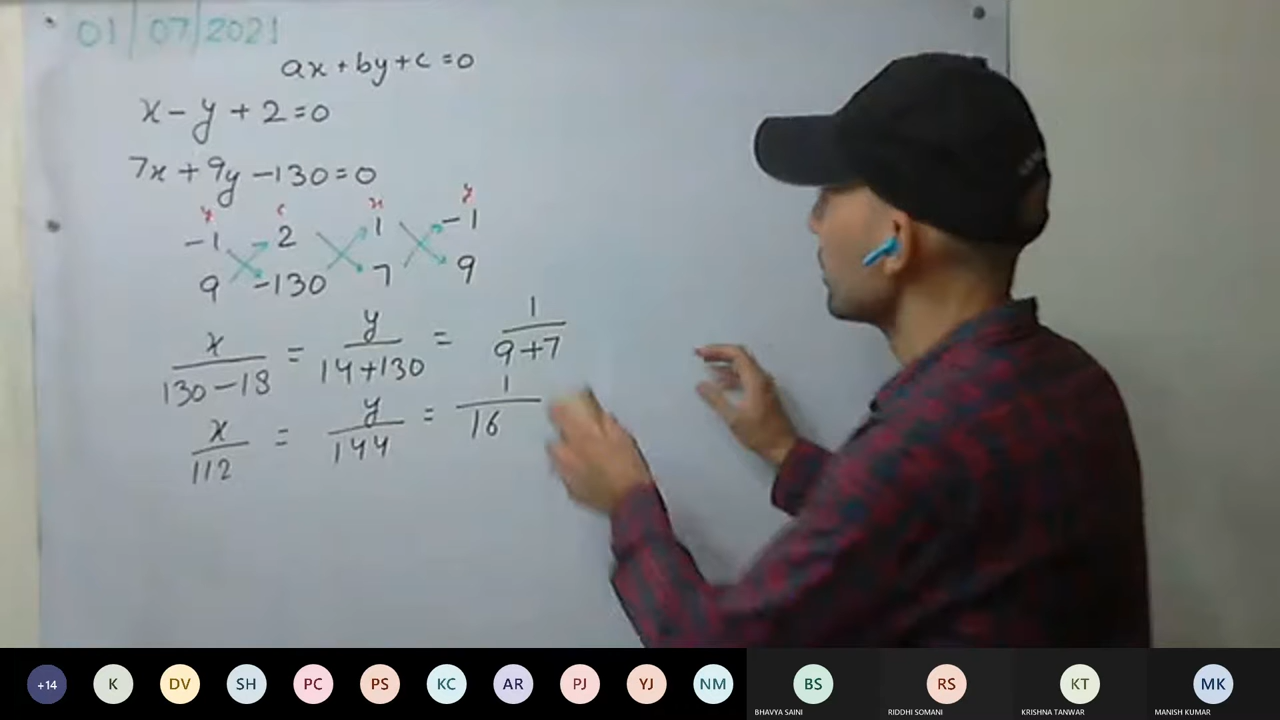 01/07/2021
ax+by+c=0
x-y+2=0
7x+9y-130=0
y c x y
-1 2 1 -1
9 -130 7 9
x/130-18 = y/14+130 = 1/9+7
x/112 = y/144 = 1/16
+14 K DV SH PC PS KC AR PJ YJ NM BS RS KT MK
BHAVYA SAINI RIDDHI SOMANI KRISHNA TANWAR MANISH KUMAR